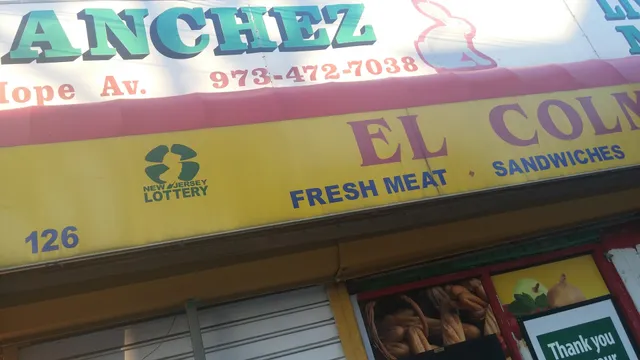 ANCHEZ
Hope Av. 973-472-7038
EL COLM
NEW JERSEY
LOTTERY
FRESH MEAT SANDWICHES
126
Thank you